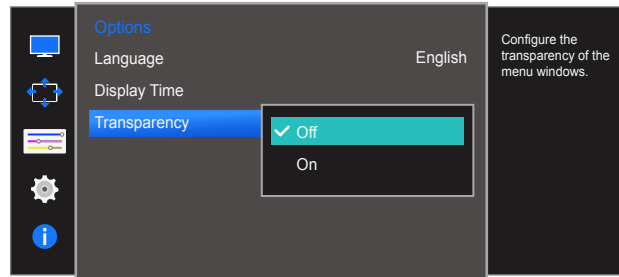 Options
Language English
Display Time
Transparency
Off
On
Configure the
transparency of the
menu windows.
i